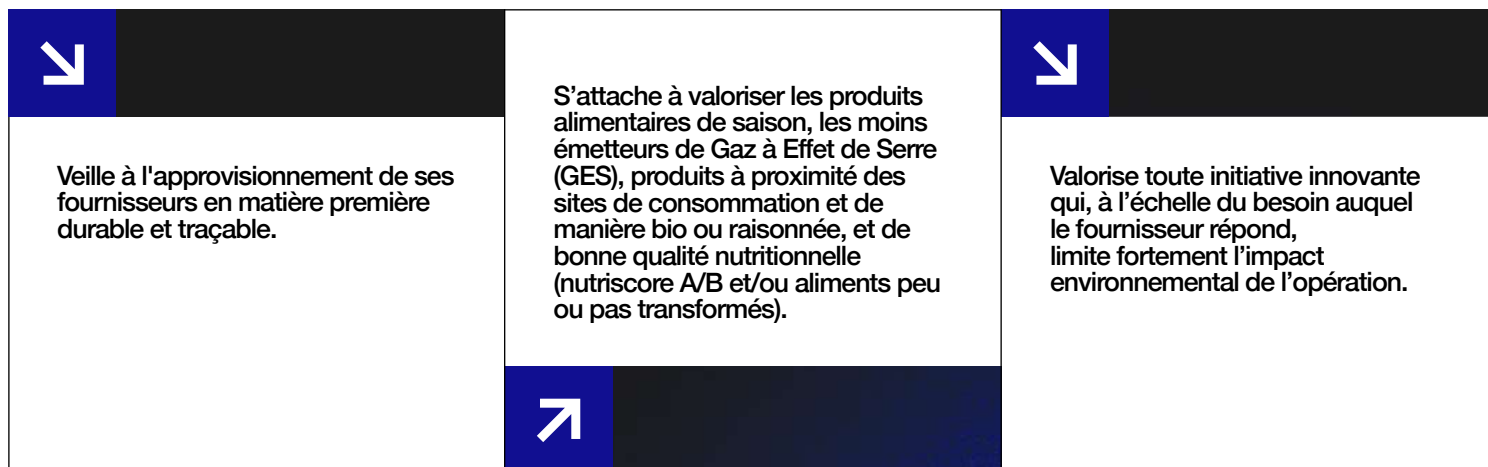 Veille à l'approvisionnement de ses
fournisseurs en matière première
durable et traçable.
S’attache à valoriser les produits
alimentaires de saison, les moins
émetteurs de Gaz à Effet de Serre
(GES), produits à proximité des
sites de consommation et de
manière bio ou raisonnée, et de
bonne qualité nutritionnelle
(nutriscore A/B et/ou aliments peu
ou pas transformés).
Valorise toute initiative innovante
qui, à l’échelle du besoin auquel
le fournisseur répond,
limite fortement l’impact
environnemental de l’opération.